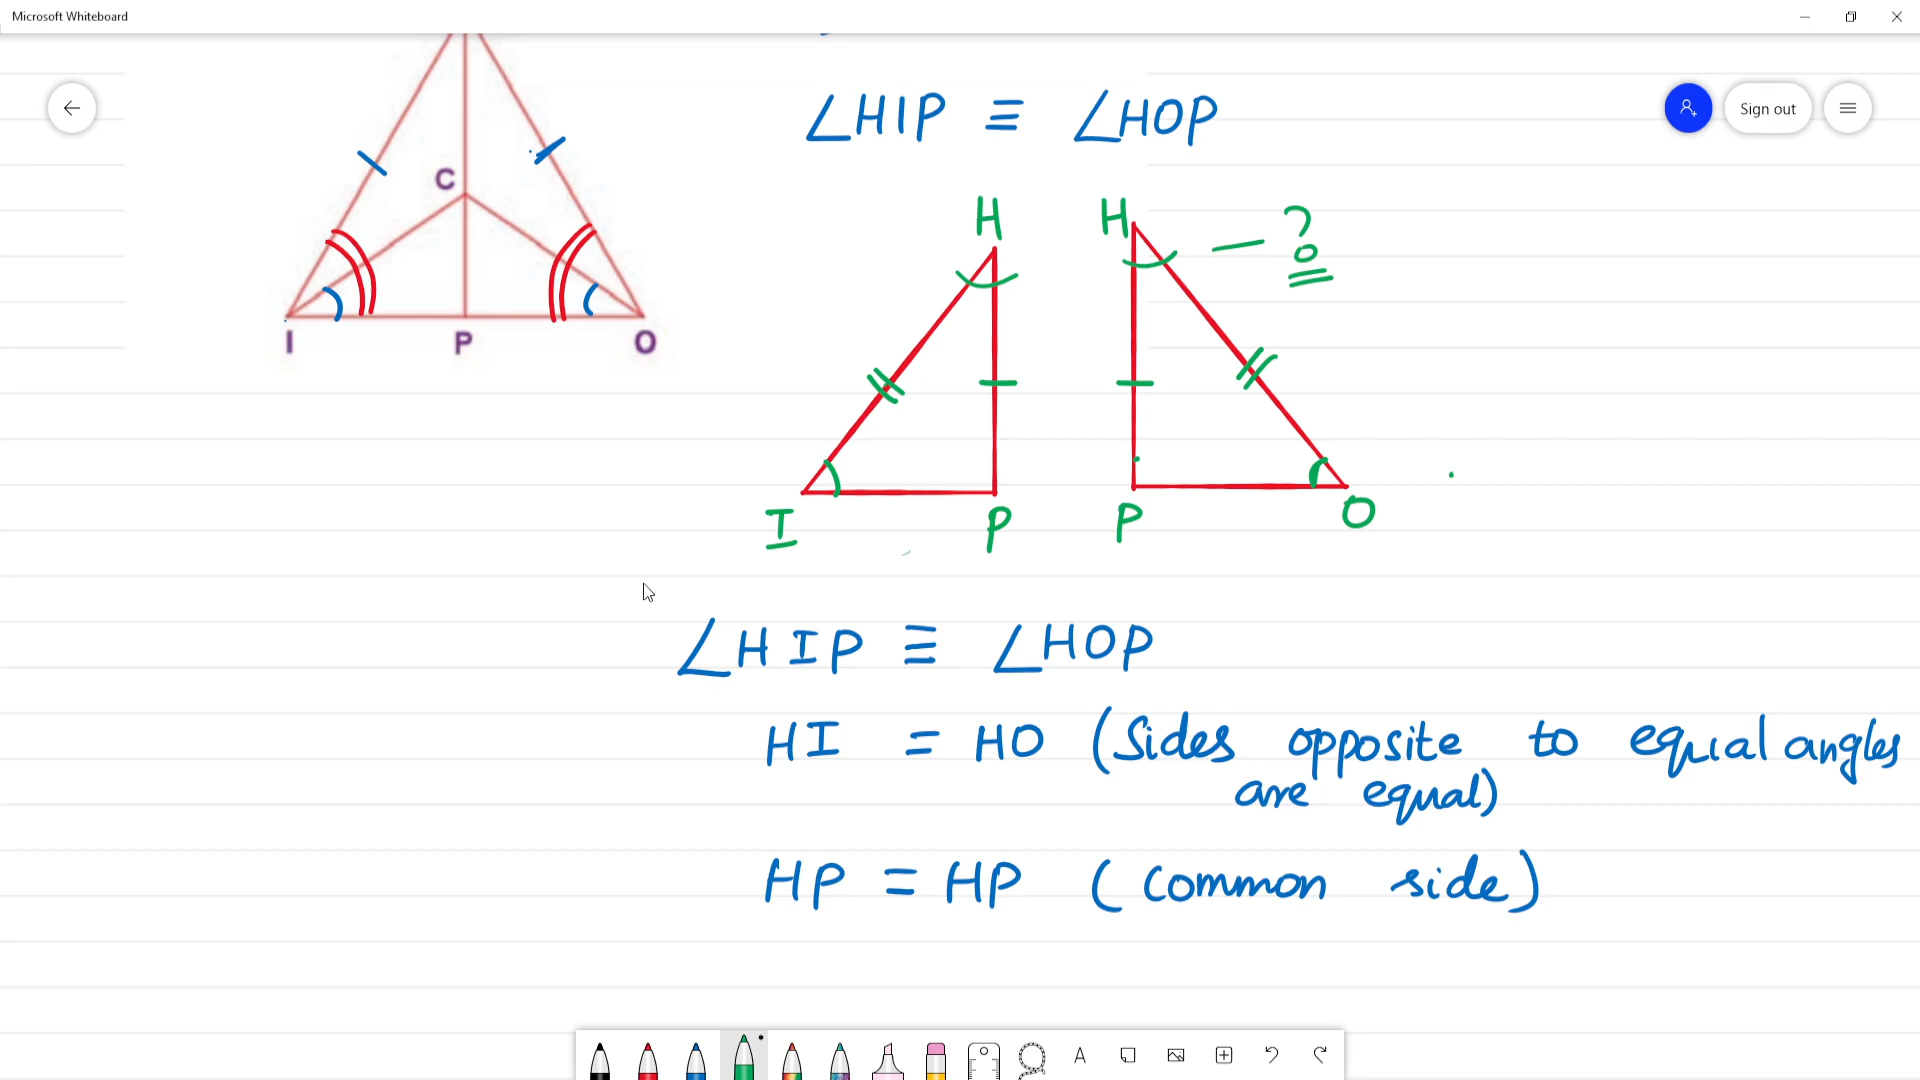 Microsoft Whiteboard
Sign out
∠HIP ≡ ∠HOP
C
I P O
H H — ?
I P P O
∠HIP ≡ ∠HOP
HI = HO (Sides opposite to equal angles
are equal)
HP = HP (common side)
A